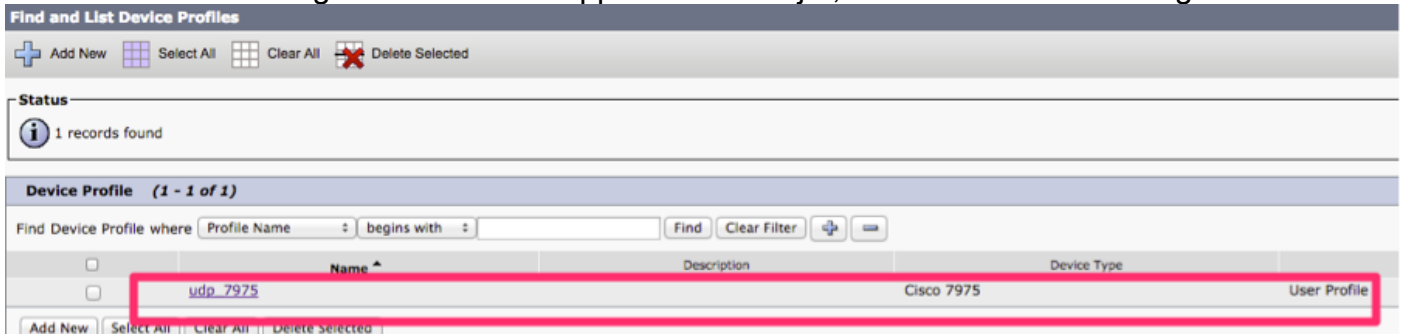 Find and List Device Profiles
Add New Select All Clear All Delete Selected
Status
1 records found
Device Profile (1 - 1 of 1)
Find Device Profile where Profile Name begins with Find Clear Filter
Name Description Device Type
udp_7975 Cisco 7975 User Profile
Add New Select All Clear All Delete Selected